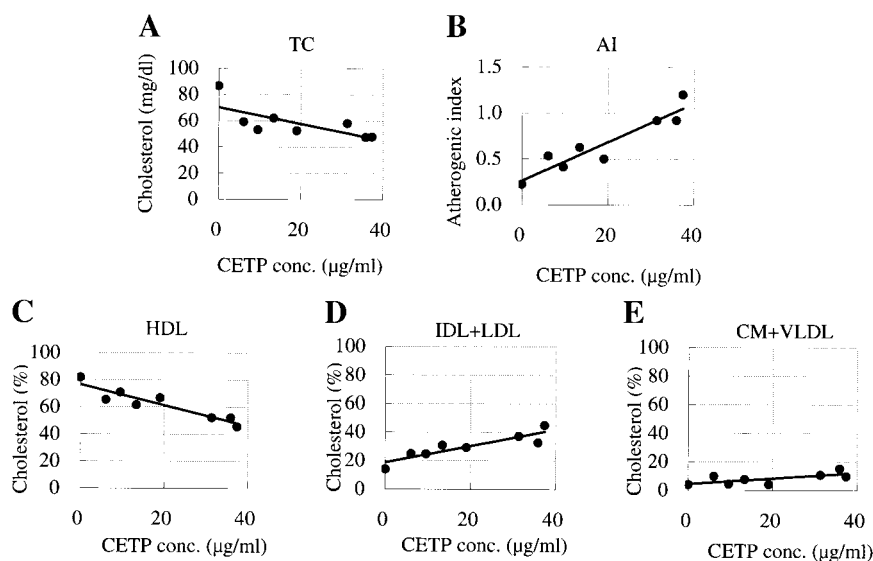 A
TC
Cholesterol (mg/dl)
100
80
60
40
20
0
0 20 40
CETP conc. (μg/ml)
B
AI
Atherogenic index
1.5
1.0
0.5
0.0
0 20 40
CETP conc. (μg/ml)
C
HDL
Cholesterol (%)
100
80
60
40
20
0
0 20 40
CETP conc. (μg/ml)
D
IDL+LDL
Cholesterol (%)
100
80
60
40
20
0
0 20 40
CETP conc. (μg/ml)
E
CM+VLDL
Cholesterol (%)
100
80
60
40
20
0
0 20 40
CETP conc. (μg/ml)